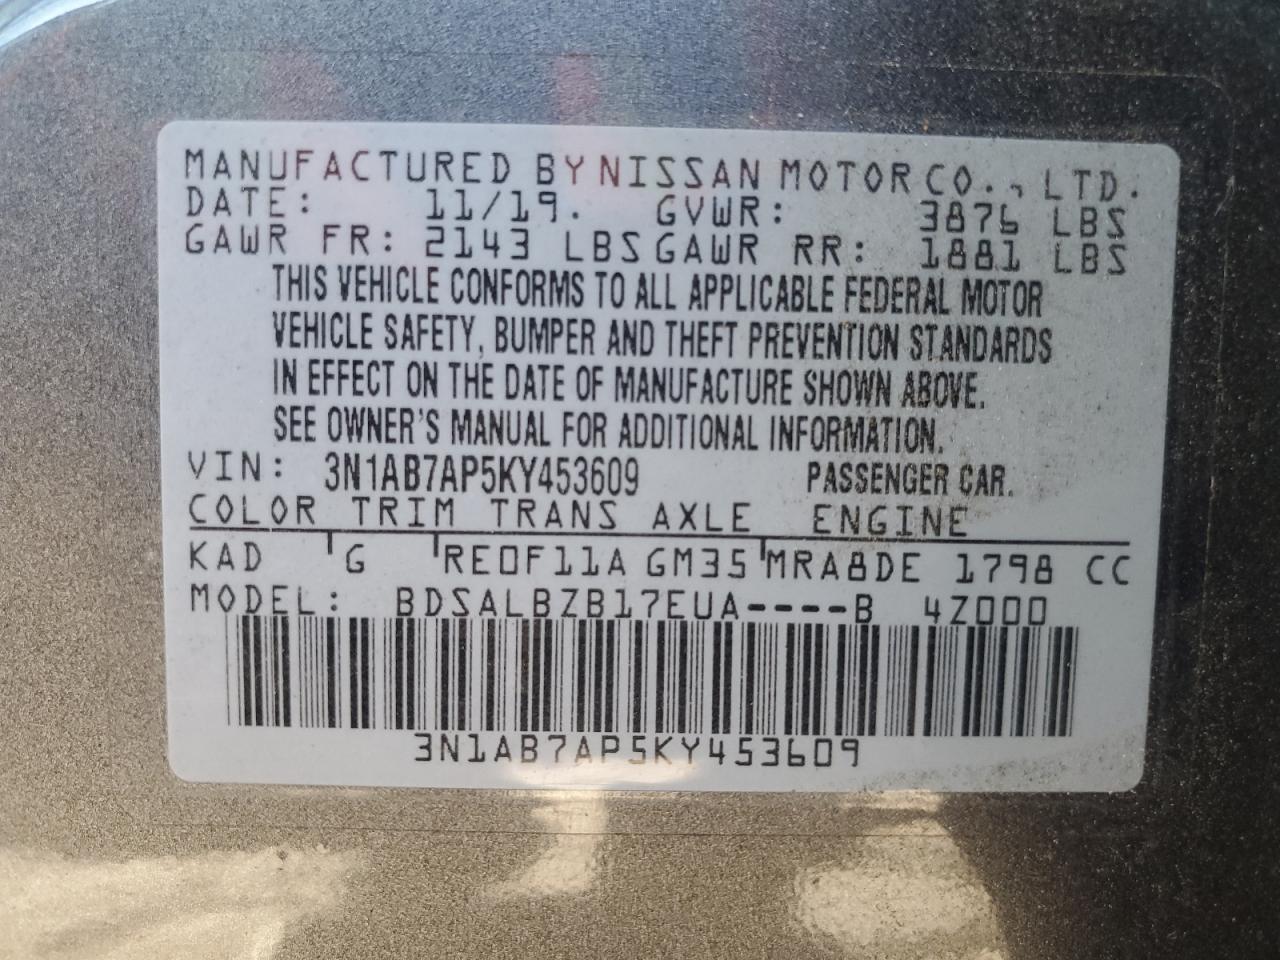 MANUFACTURED BY NISSAN MOTOR CO., LTD.
DATE: 11/19. GVWR: 3876 LBS
GAWR FR: 2143 LBS GAWR RR: 1881 LBS
THIS VEHICLE CONFORMS TO ALL APPLICABLE FEDERAL MOTOR
VEHICLE SAFETY, BUMPER AND THEFT PREVENTION STANDARDS
IN EFFECT ON THE DATE OF MANUFACTURE SHOWN ABOVE.
SEE OWNER'S MANUAL FOR ADDITIONAL INFORMATION.
VIN: 3N1AB7AP5KY453609 PASSENGER CAR.
COLOR TRIM TRANS AXLE ENGINE
KAD G RE0F11A GM35 MRA8DE 1798 CC
MODEL: BDSALBZB17EUA----B 4Z000
3N1AB7AP5KY453609